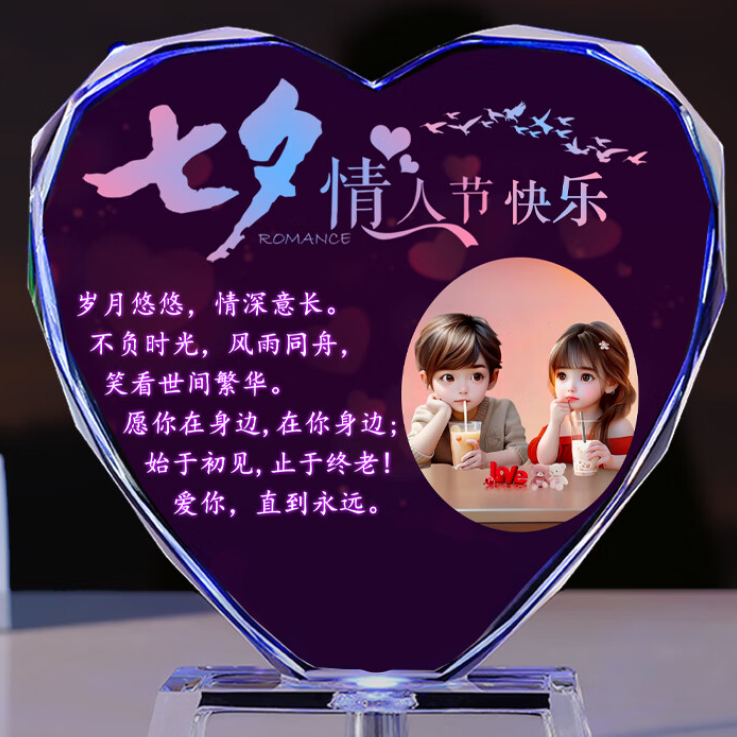 七夕情人节快乐
ROMANCE
岁月悠悠，情深意长。
不负时光，风雨同舟，
笑看世间繁华。
愿你在身边,在你身边;
始于初见,止于终老!
爱你，直到永远。
love